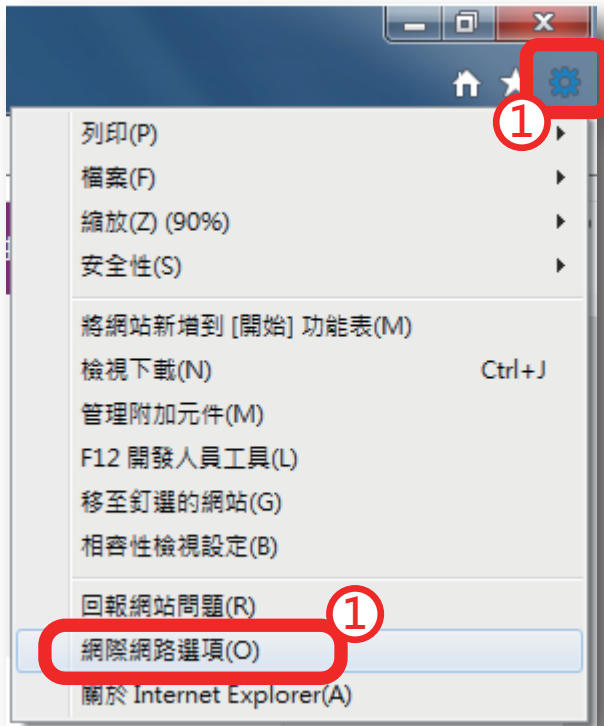 ①
列印(P)
檔案(F)
縮放(Z) (90%)
安全性(S)
將網站新增到 [開始] 功能表(M)
檢視下載(N) Ctrl+J
管理附加元件(M)
F12 開發人員工具(L)
移至釘選的網站(G)
相容性檢視設定(B)
回報網站問題(R)
①
網際網路選項(O)
關於 Internet Explorer(A)